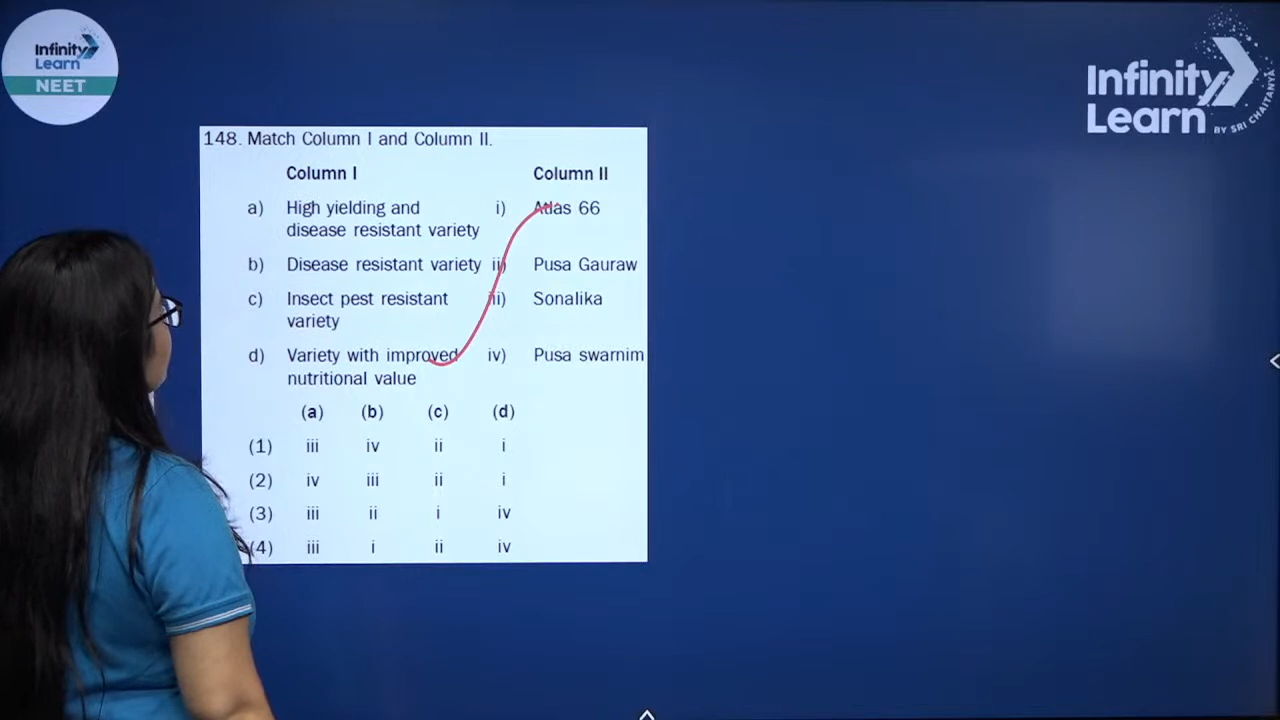 Infinity
Learn
NEET
Infinity
Learn
BY SRI CHAITANYA
148. Match Column I and Column II.
Column I Column II
a) High yielding and i) Atlas 66
disease resistant variety
b) Disease resistant variety ii) Pusa Gauraw
c) Insect pest resistant iii) Sonalika
variety
d) Variety with improved iv) Pusa swarnim
nutritional value
(a) (b) (c) (d)
(1) iii iv ii i
(2) iv iii ii i
(3) iii ii i iv
(4) iii i ii iv